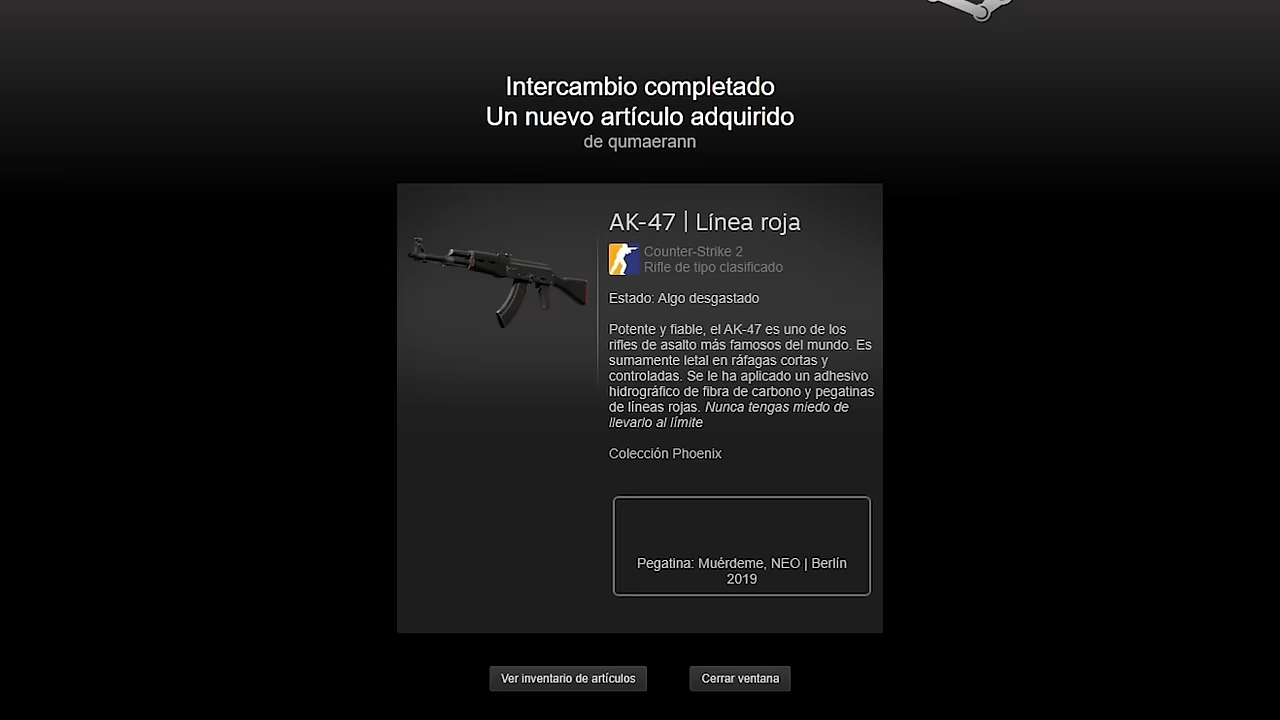 Intercambio completado
Un nuevo artículo adquirido
de qumaerann
AK-47 | Línea roja
Counter-Strike 2
Rifle de tipo clasificado
Estado: Algo desgastado
Potente y fiable, el AK-47 es uno de los
rifles de asalto más famosos del mundo. Es
sumamente letal en ráfagas cortas y
controladas. Se le ha aplicado un adhesivo
hidrográfico de fibra de carbono y pegatinas
de líneas rojas. Nunca tengas miedo de
llevarlo al límite
Colección Phoenix
Pegatina: Muérdeme, NEO | Berlín
2019
Ver inventario de artículos
Cerrar ventana